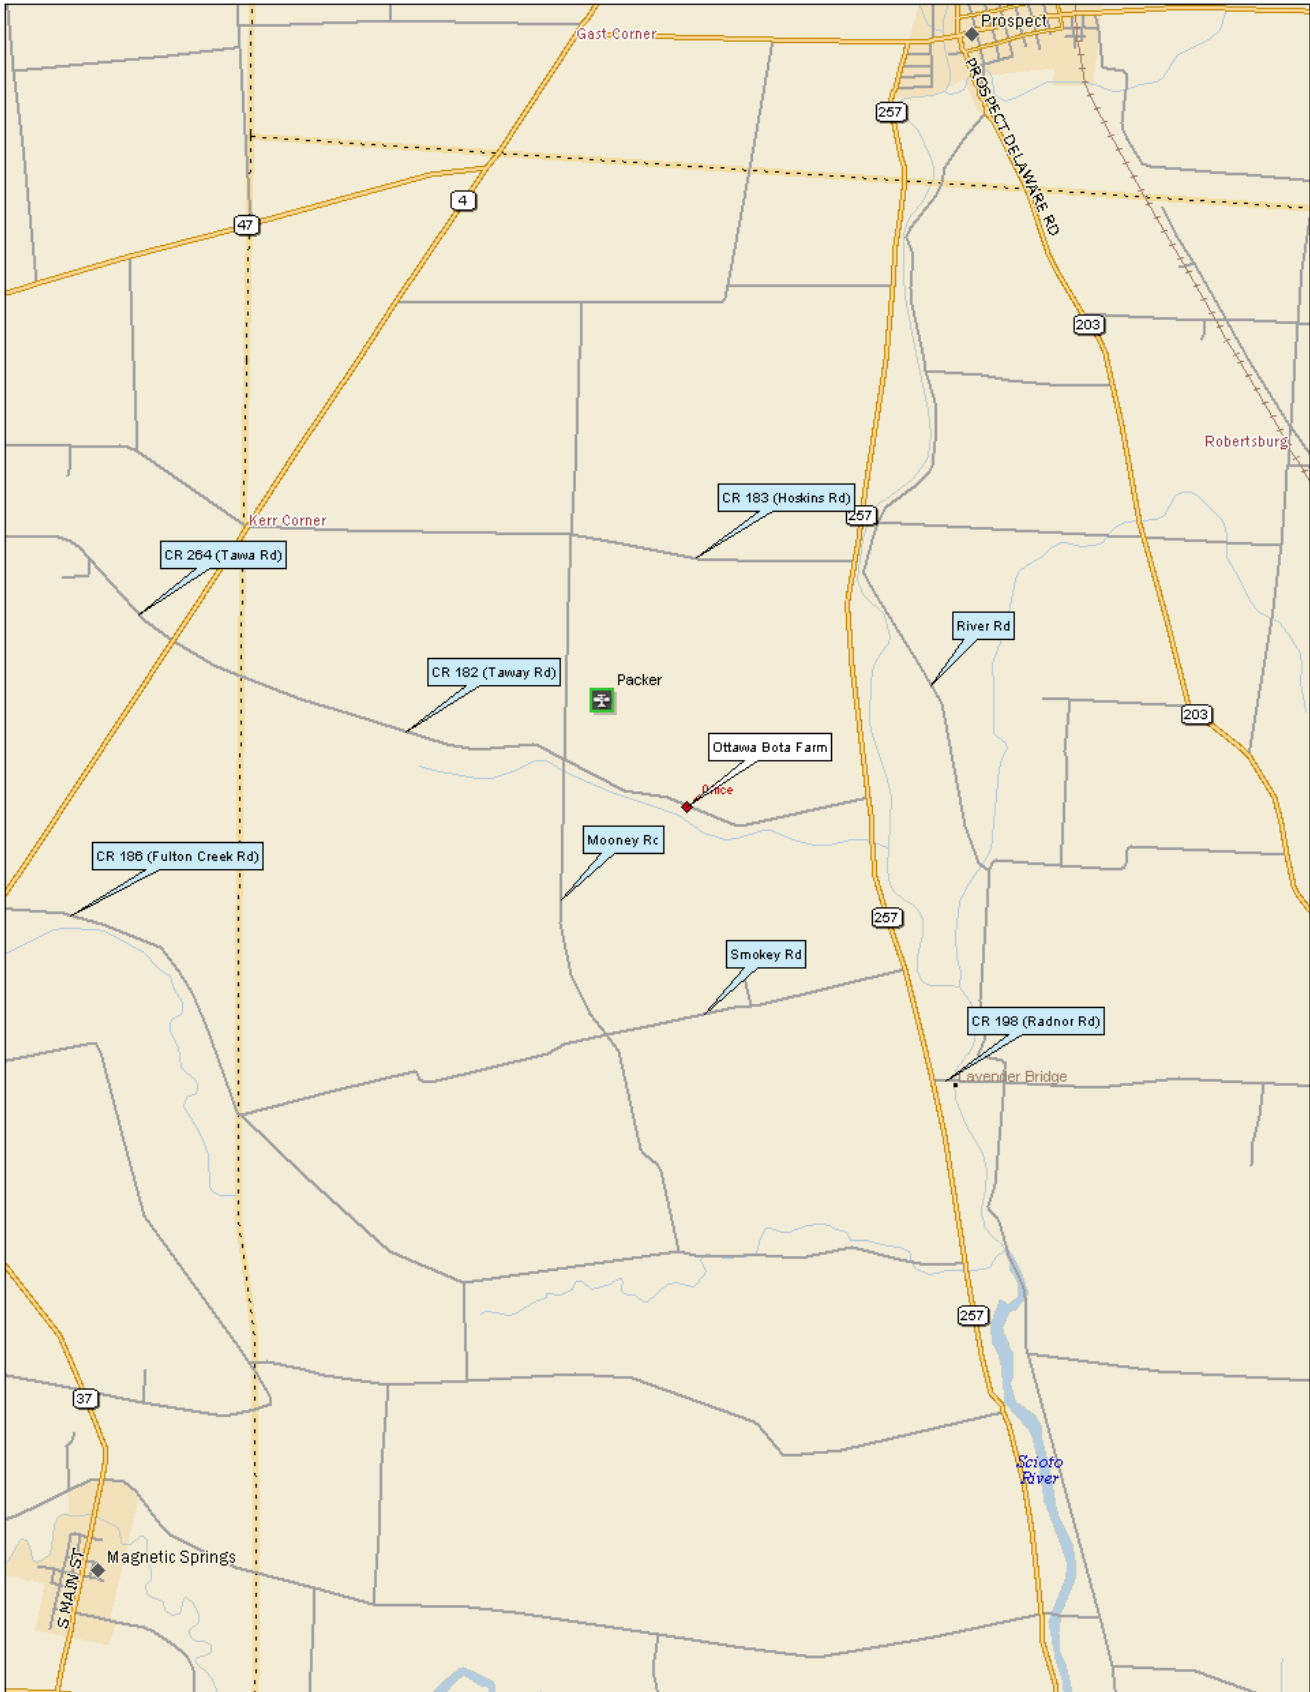 Prospect
Gast Corner
257
PROSPECT-DELAWARE RD
4
47
203
Robertsburg
CR 183 (Hoskins Rd)
257
Kerr Corner
CR 264 (Tawa Rd)
River Rd
CR 182 (Taway Rd)
Packer
203
Ottawa Bota Farm
Mooney Rd
CR 186 (Fulton Creek Rd)
257
Smokey Rd
CR 198 (Radnor Rd)
Lavender Bridge
257
37
Scioto
River
Magnetic Springs
S MAIN ST